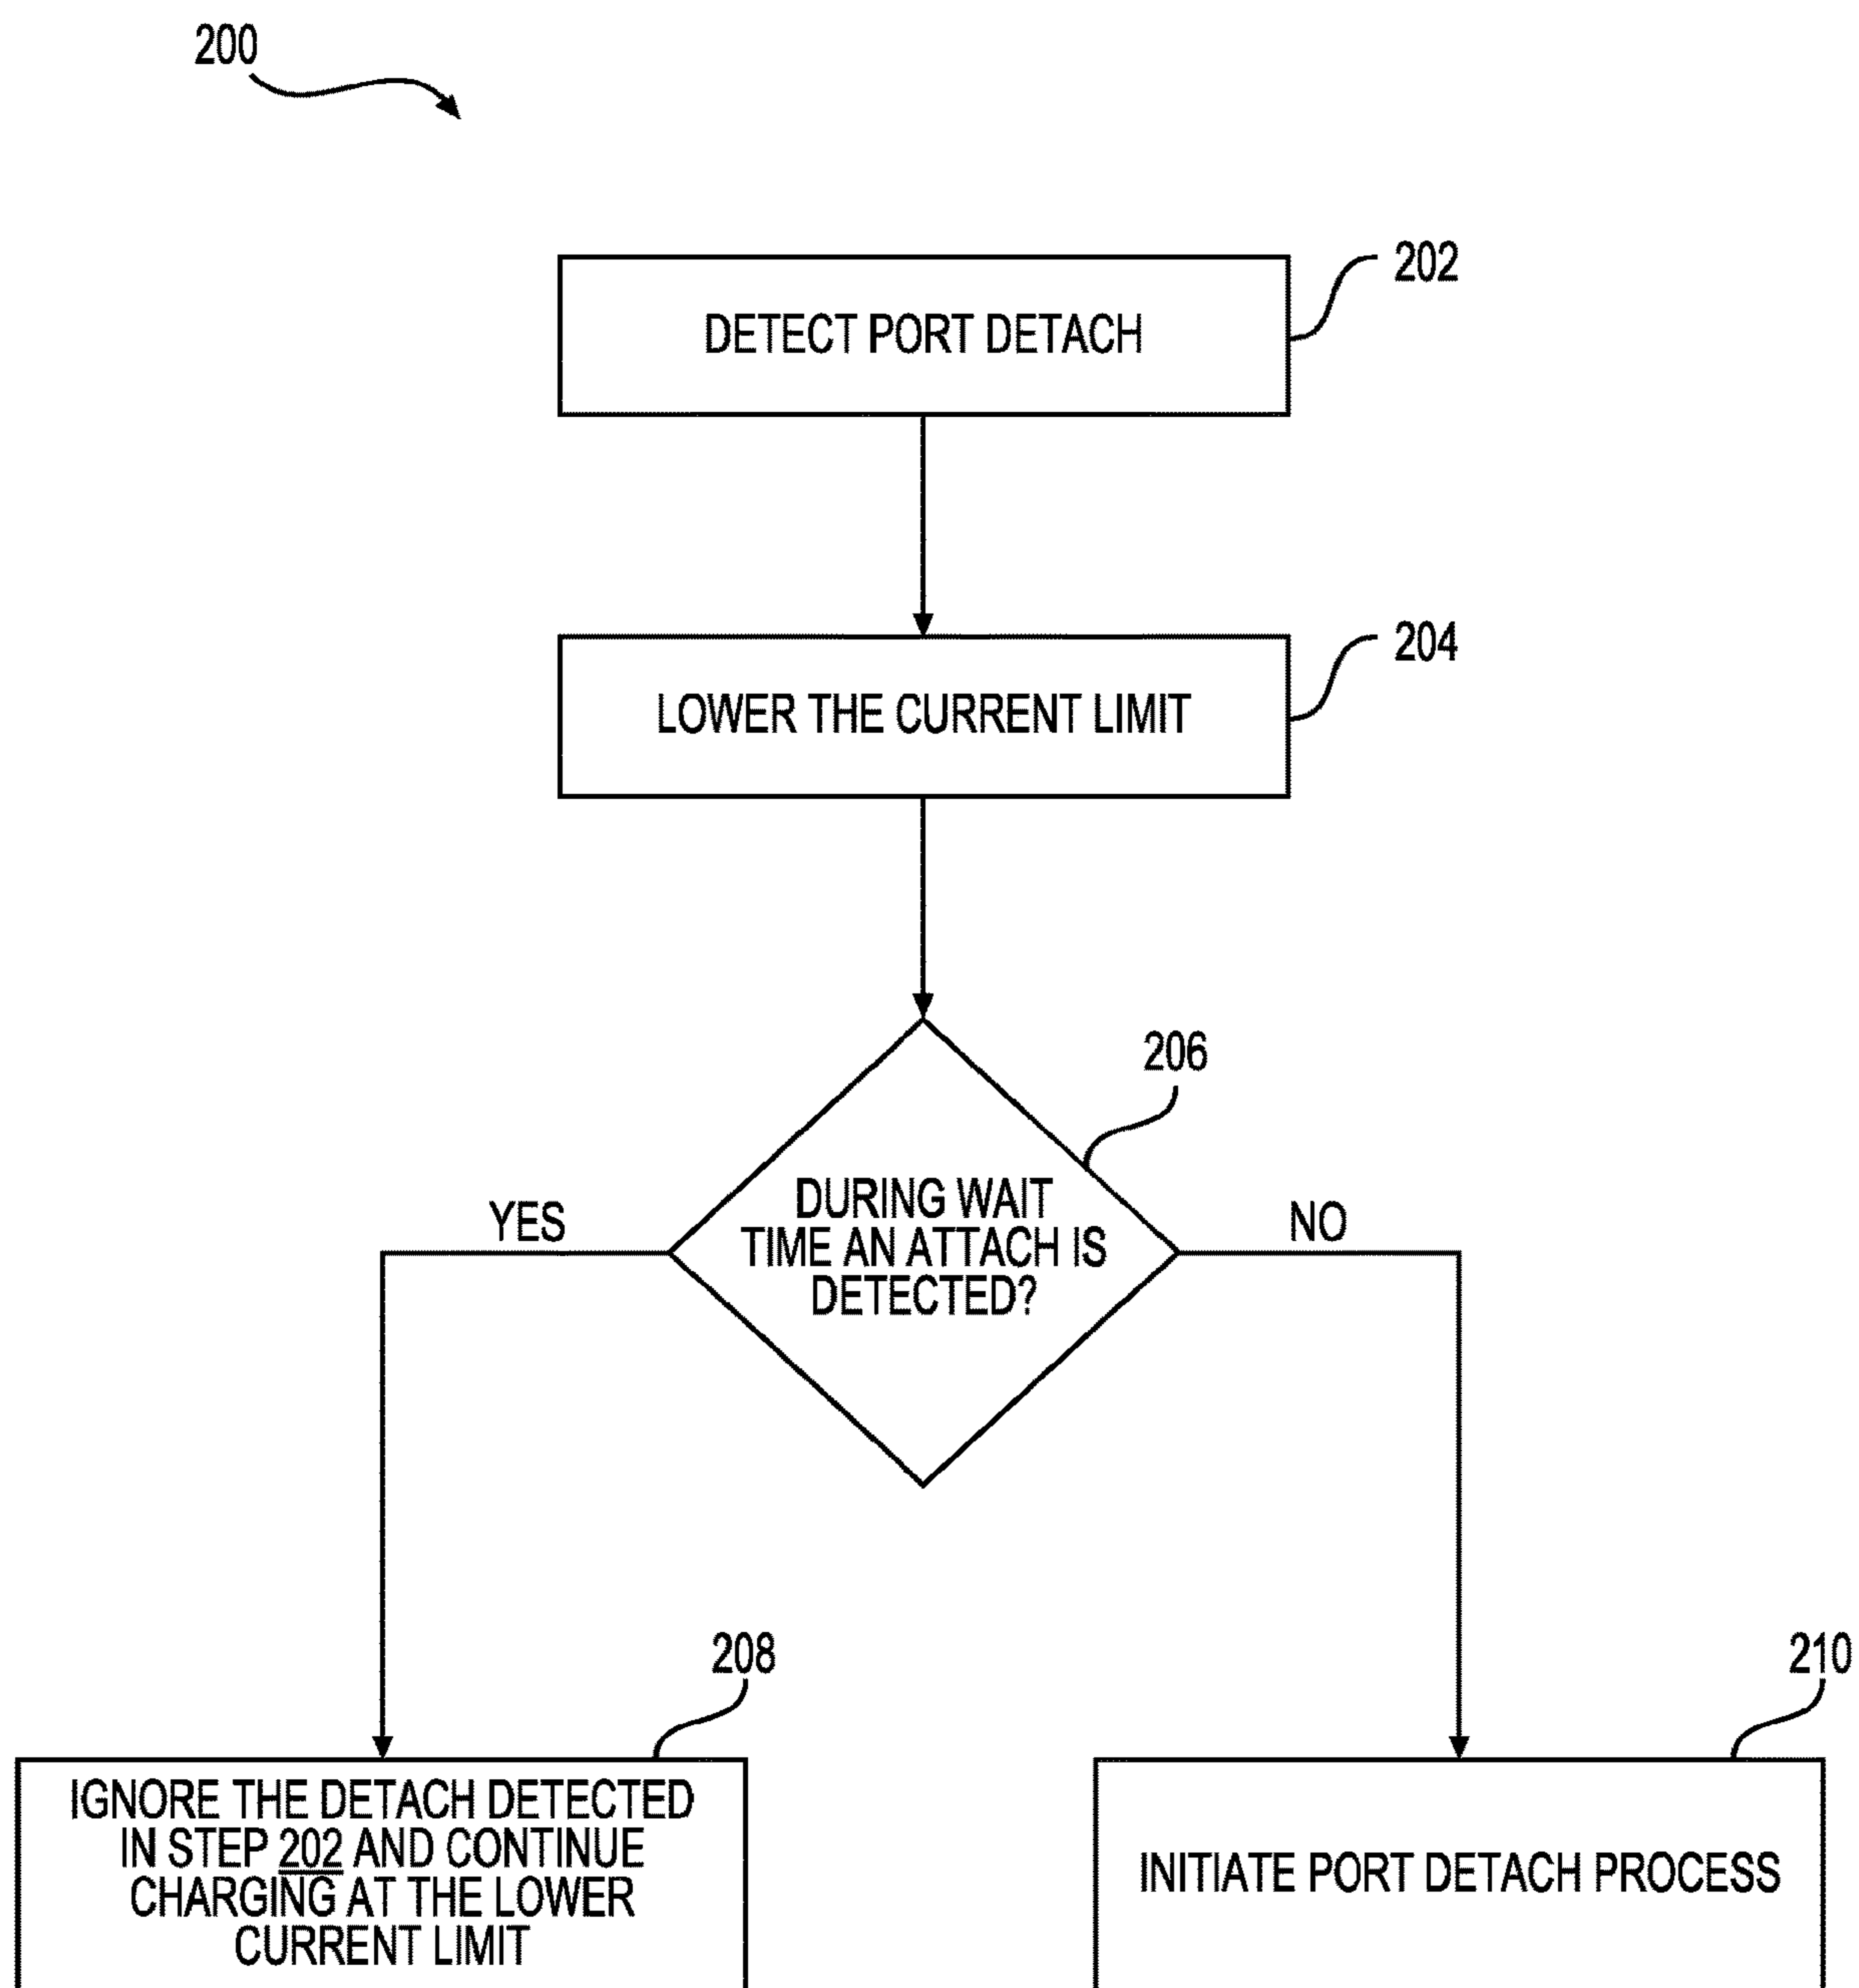 200
DETECT PORT DETACH
202
LOWER THE CURRENT LIMIT
204
206
DURING WAIT
TIME AN ATTACH IS
DETECTED?
YES
NO
208
210
IGNORE THE DETACH DETECTED
IN STEP 202 AND CONTINUE
CHARGING AT THE LOWER
CURRENT LIMIT
INITIATE PORT DETACH PROCESS